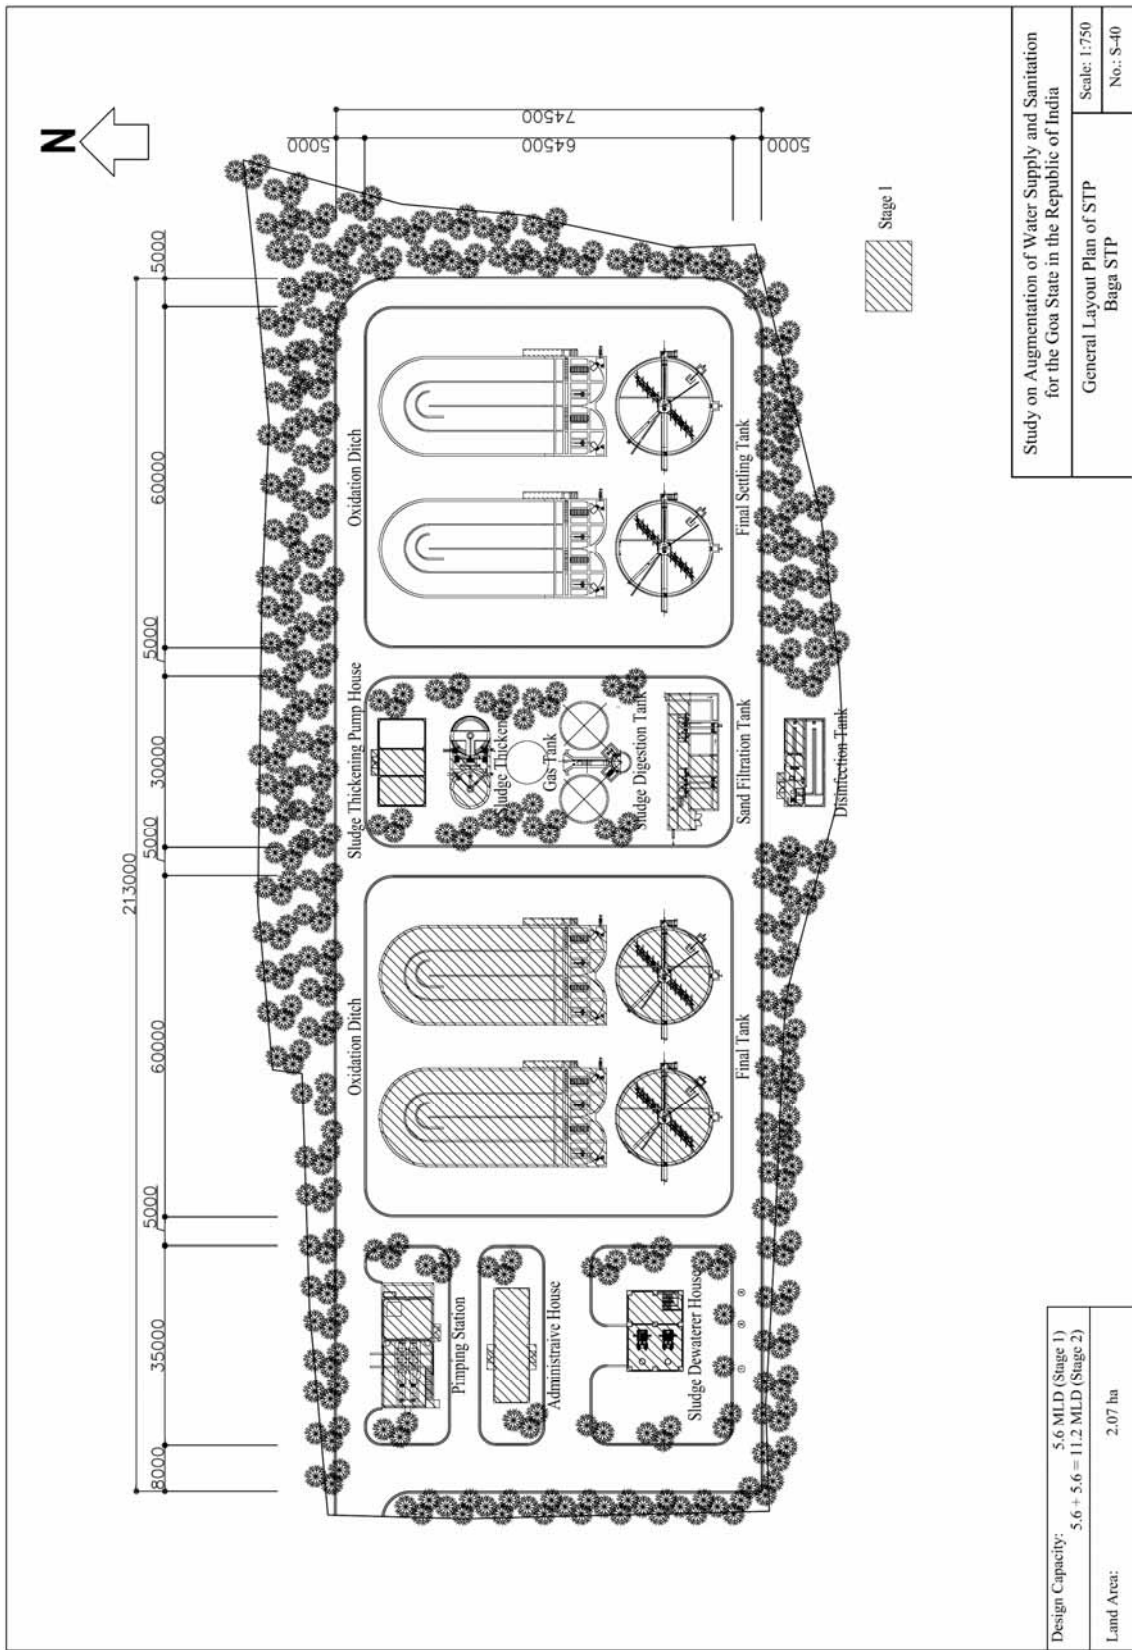 N
213000
8000
35000
5000
60000
5000
30000
5000
60000
5000
5000
64500
5000
74500
Oxidation Ditch
Sludge Thickening Pump House
Oxidation Ditch
Pimping Station
Administraive House
Sludge Dewaterer House
Sludge Thickener
Gas Tank
Sludge Digestion Tank
Sand Filtration Tank
Final Tank
Final Settling Tank
Disinfection Tank
Stage 1
Design Capacity: 5.6 MLD (Stage 1)
5.6 + 5.6 = 11.2 MLD (Stage 2)
Land Area: 2.07 ha
Study on Augmentation of Water Supply and Sanitation
for the Goa State in the Republic of India
General Layout Plan of STP
Baga STP
Scale: 1:750
No.: S-40